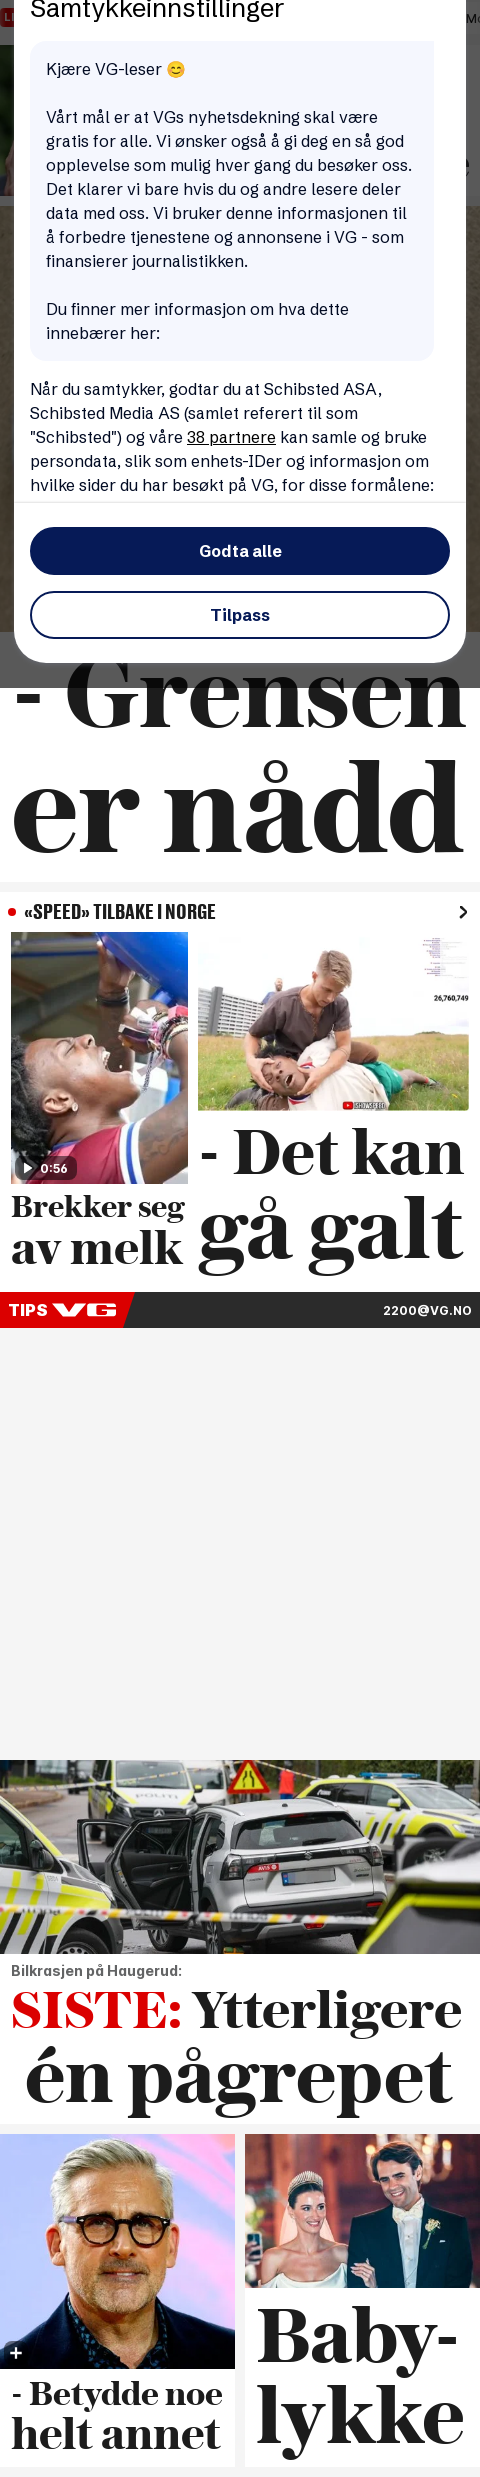 Samtykkeinnstillinger
Kjære VG-leser 😊
Vårt mål er at VGs nyhetsdekning skal være
gratis for alle. Vi ønsker også å gi deg en så god
opplevelse som mulig hver gang du besøker oss.
Det klarer vi bare hvis du og andre lesere deler
data med oss. Vi bruker denne informasjonen til
å forbedre tjenestene og annonsene i VG - som
finansierer journalistikken.
Du finner mer informasjon om hva dette
innebærer her:
Når du samtykker, godtar du at Schibsted ASA,
Schibsted Media AS (samlet referert til som
"Schibsted") og våre 38 partnere kan samle og bruke
persondata, slik som enhets-IDer og informasjon om
hvilke sider du har besøkt på VG, for disse formålene:
Godta alle
Tilpass
- Grensen
er nådd
«SPEED» TILBAKE I NORGE
26,760,749
ISHOWSPEED
0:56
Brekker seg
av melk
- Det kan
gå galt
TIPS VG
2200@VG.NO
POLITI
AVIS
Bilkrasjen på Haugerud:
SISTE: Ytterligere
én pågrepet
- Betydde noe
helt annet
Baby-
lykke